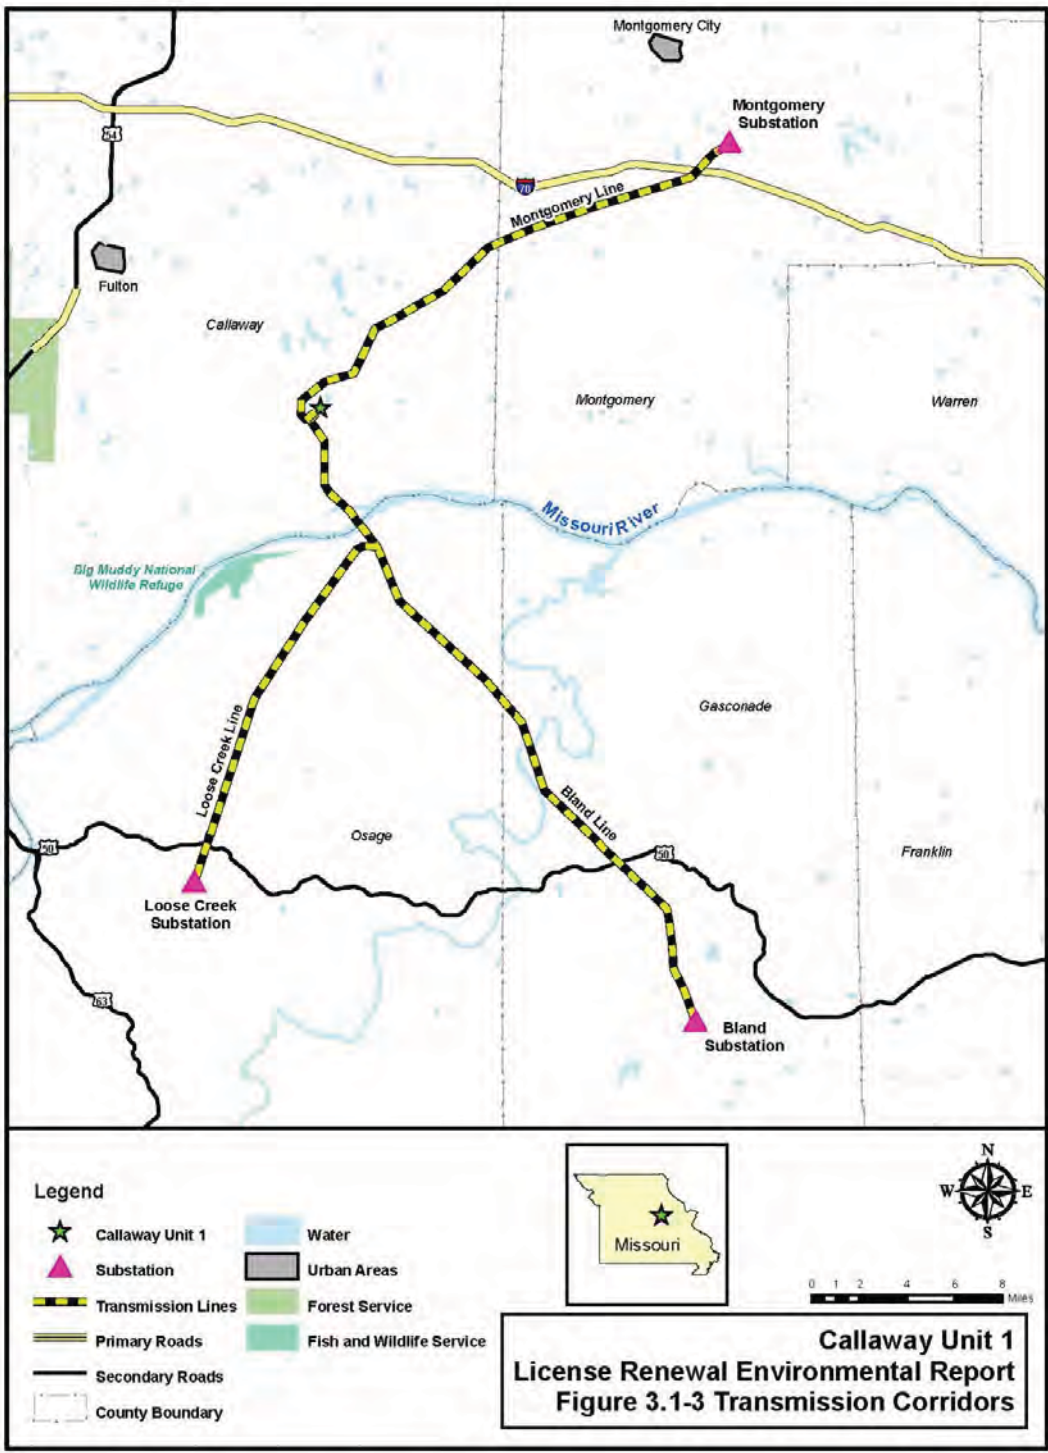 Montgomery City
Montgomery
Substation
54
70
Montgomery Line
Fulton
Callaway
Montgomery
Warren
Missouri River
Big Muddy National
Wildlife Refuge
Gasconade
Loose Creek Line
Bland Line
Osage
50
50
Franklin
Loose Creek
Substation
63
Bland
Substation
Legend
Callaway Unit 1
Substation
Transmission Lines
Primary Roads
Secondary Roads
County Boundary
Water
Urban Areas
Forest Service
Fish and Wildlife Service
Missouri
N
W E
S
0 1 2 4 6 8
Miles
Callaway Unit 1
License Renewal Environmental Report
Figure 3.1-3 Transmission Corridors